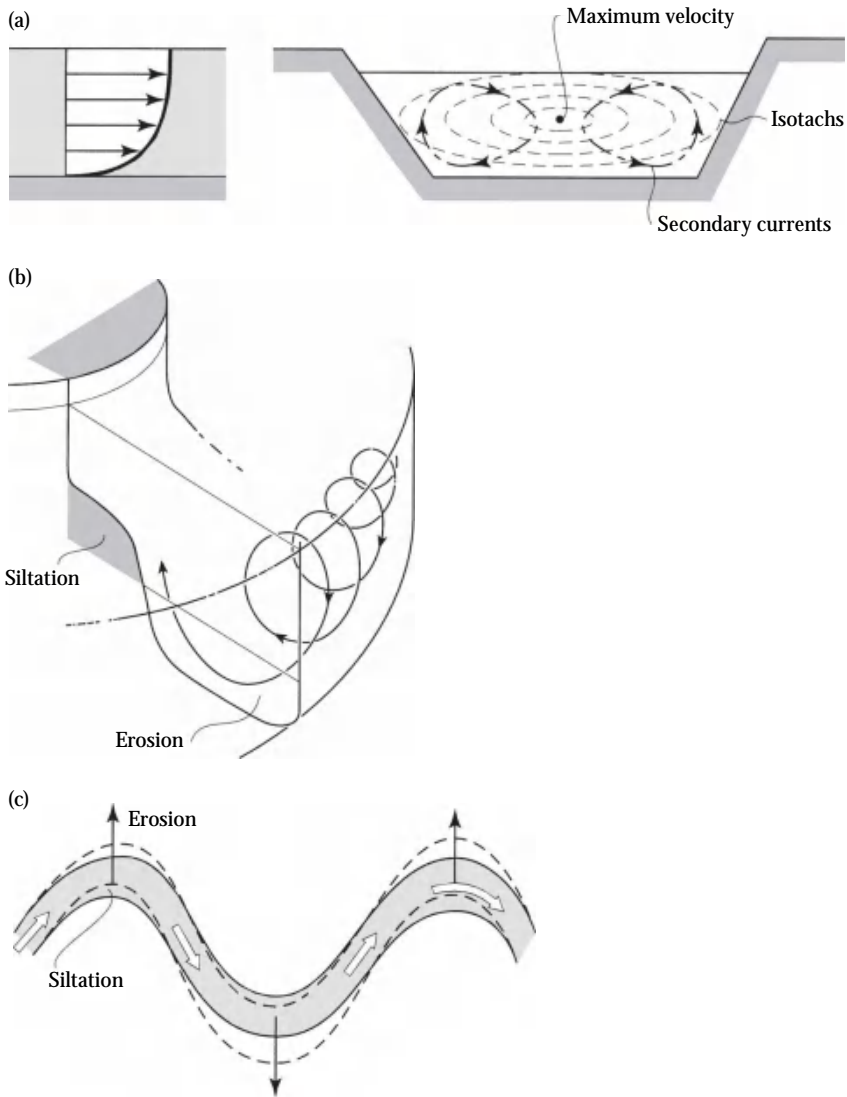 (a)
Maximum velocity
Isotachs
Secondary currents
(b)
Siltation
Erosion
(c)
Erosion
Siltation